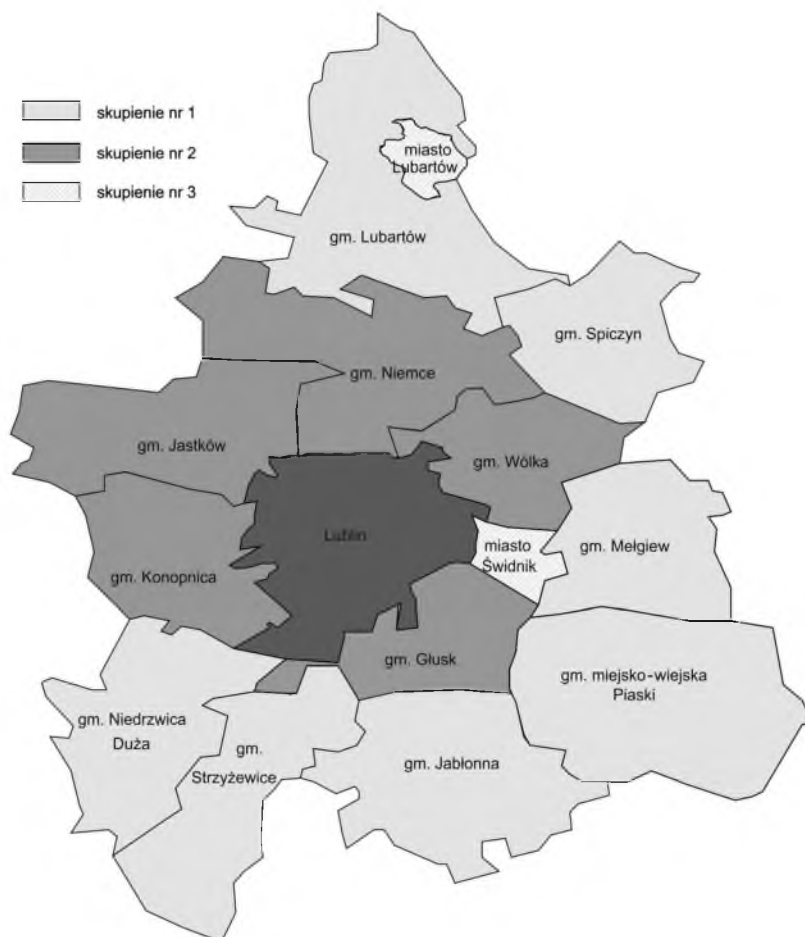 skupienie nr 1
skupienie nr 2
skupienie nr 3
miasto
Lubartów
gm. Lubartów
gm. Spiczyn
gm. Niemce
gm. Jastków
gm. Wólka
Lublin
miasto
Świdnik
gm. Mełgiew
gm. Konopnica
gm. Głusk
gm. miejsko-wiejska
Piaski
gm. Niedrzwica
Duża
gm.
Strzyżewice
gm. Jabłonna